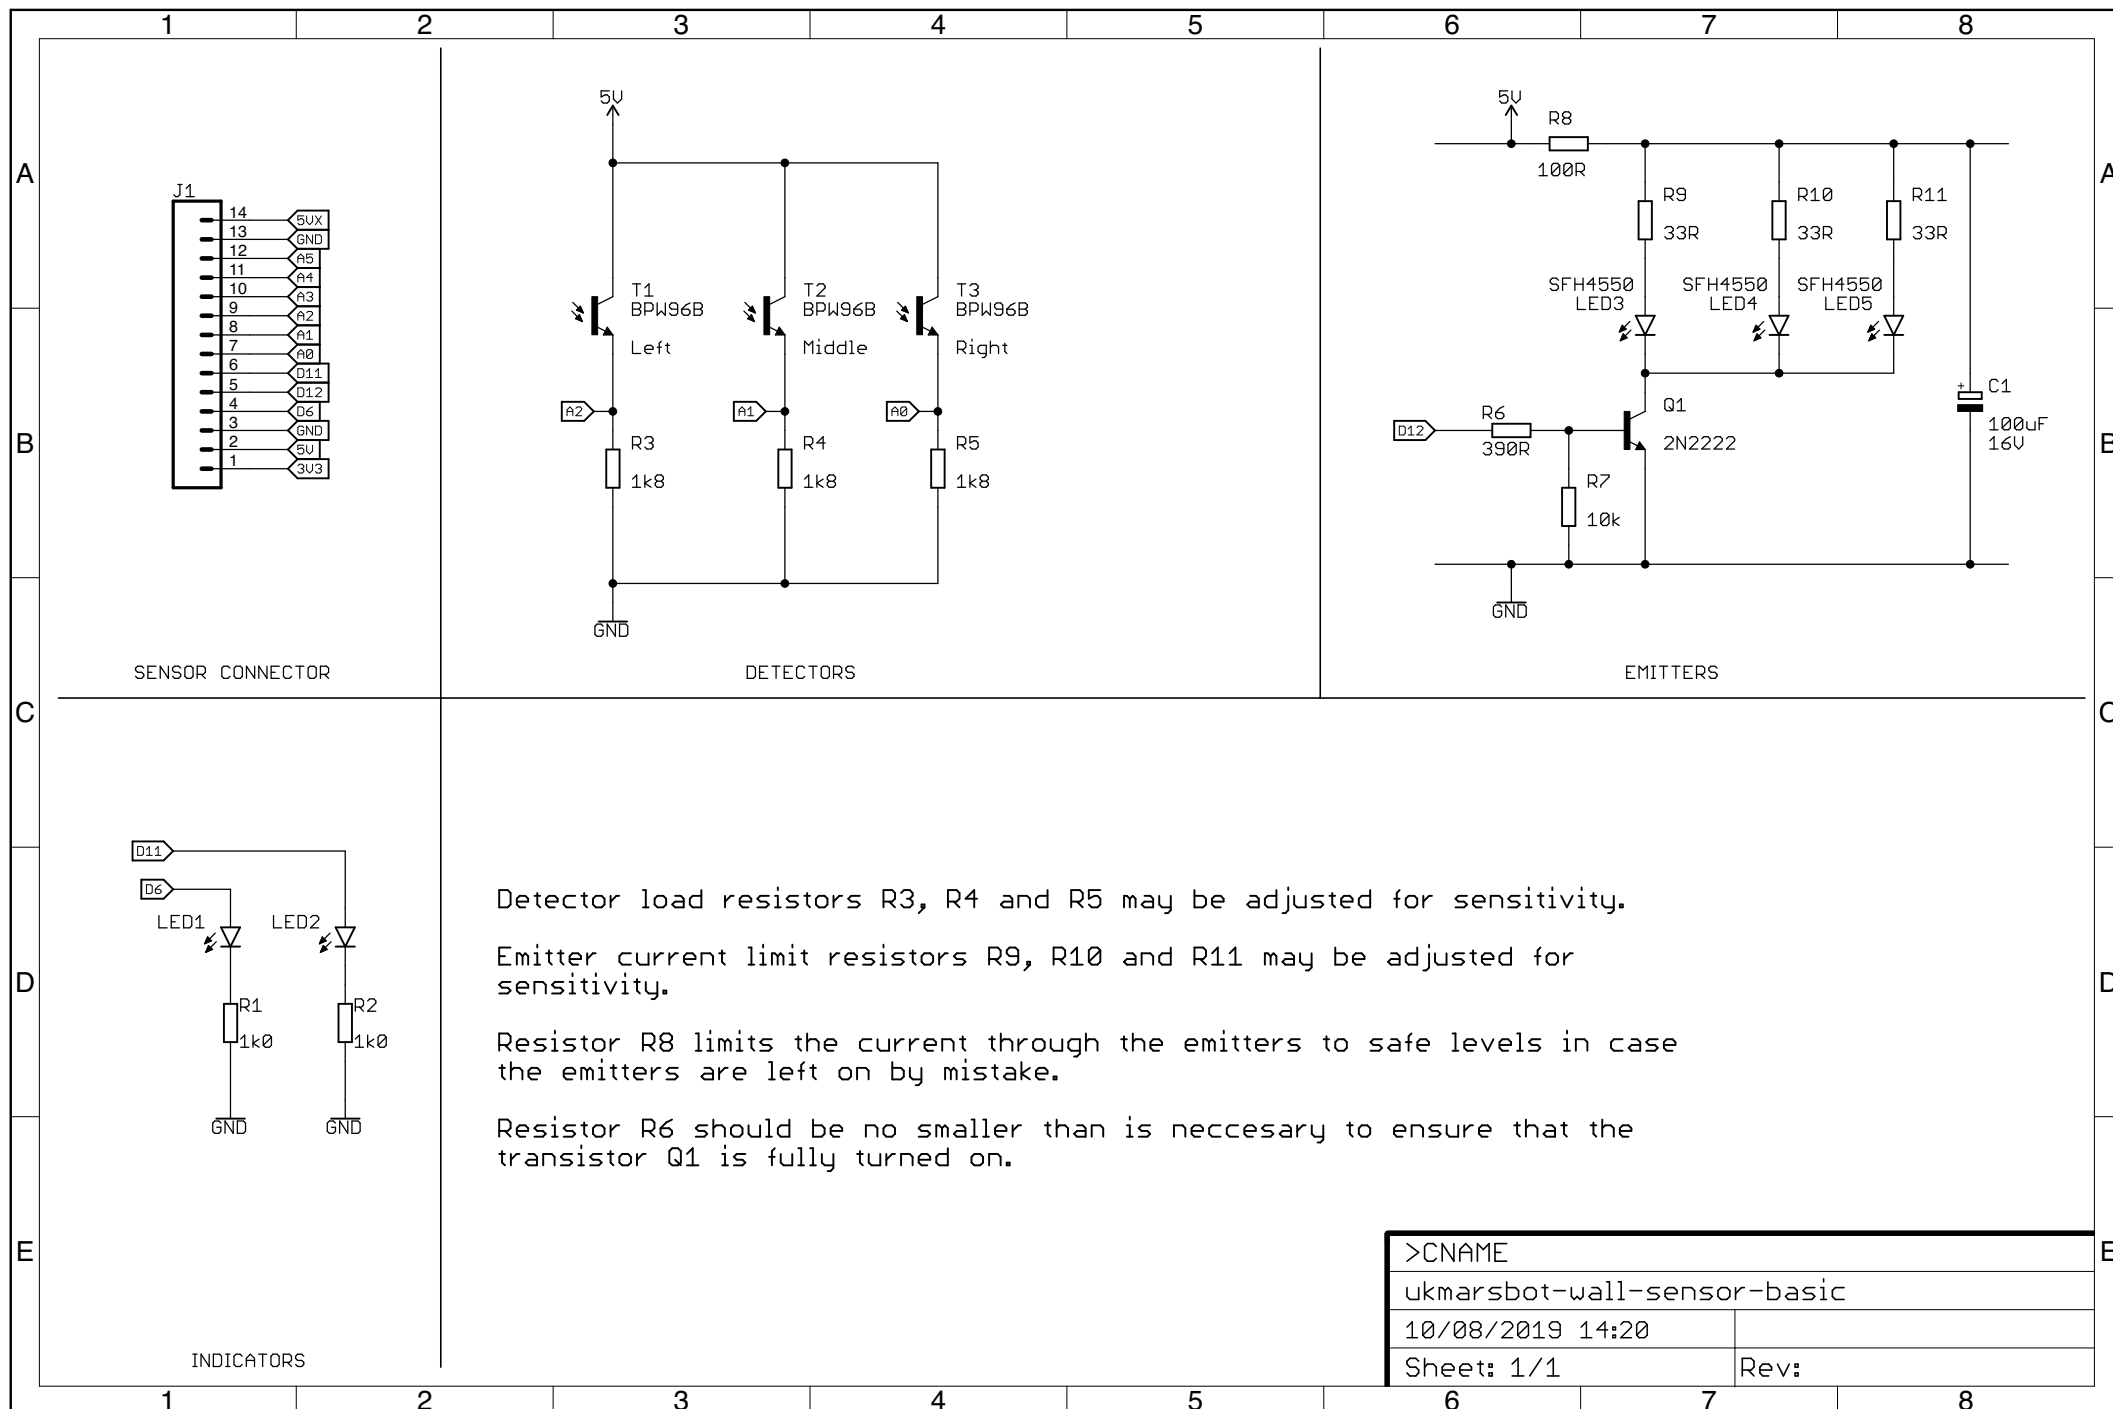 1 2 3 4 5 6 7 8
A A
B B
C C
D D
E E
J1
14 5VX
13 GND
12 A5
11 A4
10 A3
9 A2
8 A1
7 A0
6 D11
5 D12
4 D6
3 GND
2 5V
1 3V3
SENSOR CONNECTOR
5V
T1
BPW96B
Left
T2
BPW96B
Middle
T3
BPW96B
Right
A2
A1
A0
R3
1k8
R4
1k8
R5
1k8
GND
DETECTORS
5V
R8
100R
R9
33R
R10
33R
R11
33R
SFH4550
LED3
SFH4550
LED4
SFH4550
LED5
D12
R6
390R
R7
10k
Q1
2N2222
+ C1
100uF
16V
GND
EMITTERS
D11
D6
LED1
LED2
R1
1k0
R2
1k0
GND
GND
INDICATORS
Detector load resistors R3, R4 and R5 may be adjusted for sensitivity.
Emitter current limit resistors R9, R10 and R11 may be adjusted for
sensitivity.
Resistor R8 limits the current through the emitters to safe levels in case
the emitters are left on by mistake.
Resistor R6 should be no smaller than is neccesary to ensure that the
transistor Q1 is fully turned on.
>CNAME
ukmarsbot-wall-sensor-basic
10/08/2019 14:20
Sheet: 1/1
Rev:
1 2 3 4 5 6 7 8